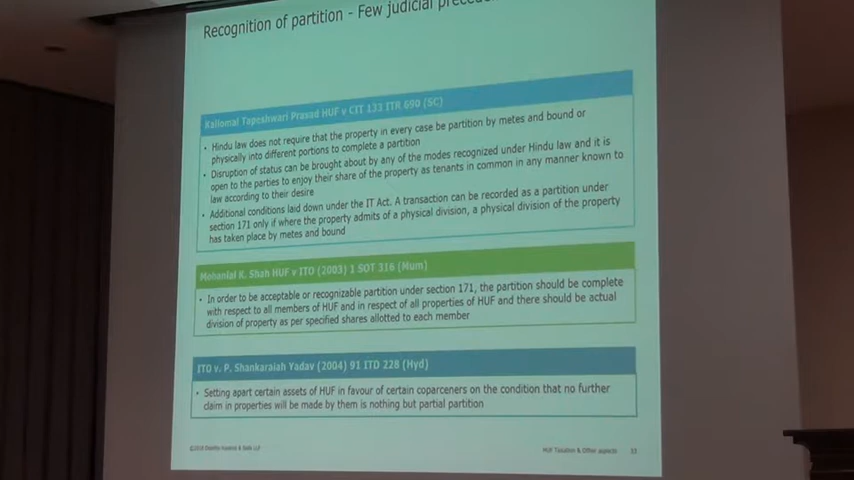 Recognition of partition - Few judicial
Kallomal Tapeshwari Prasad HUF v CIT 133 ITR 690 (SC)
• Hindu law does not require that the property in every case be partition by metes and bound or
physically into different portions to complete a partition
• Disruption of status can be brought about by any of the modes recognized under Hindu law and it is
open to the parties to enjoy their share of the property as tenants in common in any manner known to
law according to their desire
• Additional conditions laid down under the IT Act. A transaction can be recorded as a partition under
section 171 only if where the property admits of a physical division, a physical division of the property
has taken place by metes and bound
Mohanlal K. Shah HUF v ITO (2003) 1 SOT 316 (Mum)
• In order to be acceptable or recognizable partition under section 171, the partition should be complete
with respect to all members of HUF and in respect of all properties of HUF and there should be actual
division of property as per specified shares allotted to each member
ITO v. P. Shankaraiah Yadav (2004) 91 ITD 228 (Hyd)
• Setting apart certain assets of HUF in favour of certain coparceners on the condition that no further
claim in properties will be made by them is nothing but partial partition
Deloitte Haskins & Sells LLP
HUF Taxation & Other aspects 33